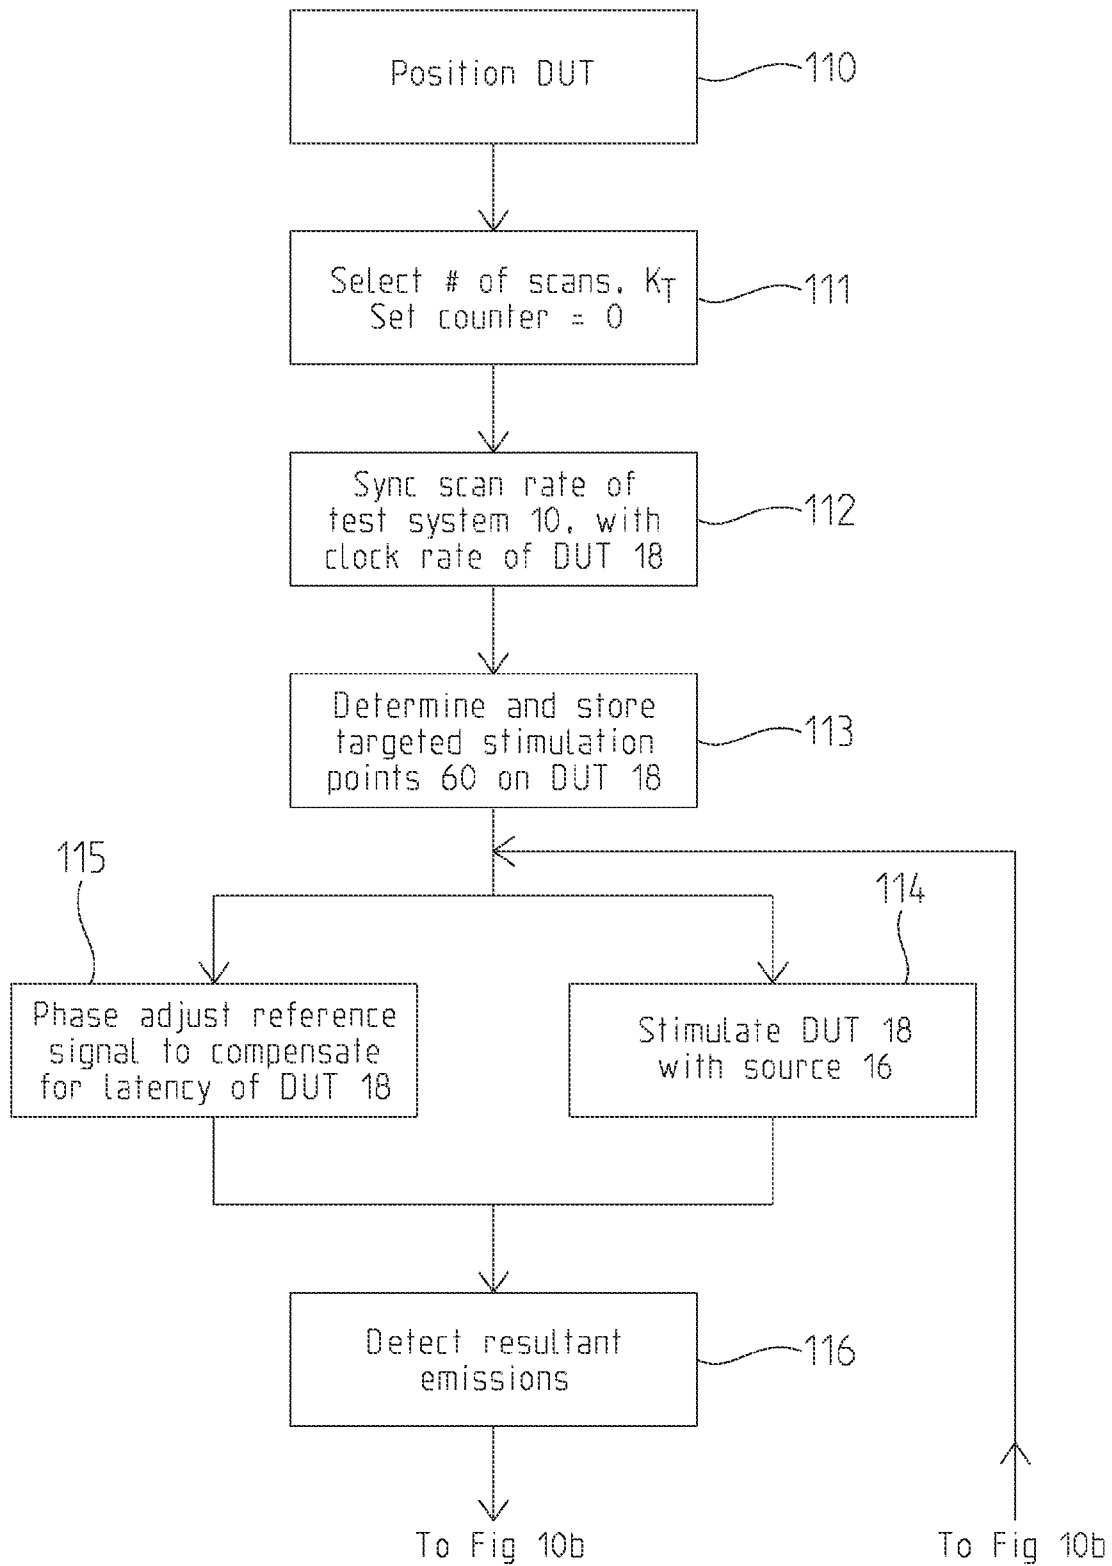 Position DUT
110
Select # of scans, KT
Set counter = 0
111
Sync scan rate of
test system 10, with
clock rate of DUT 18
112
Determine and store
targeted stimulation
points 60 on DUT 18
113
115
114
Phase adjust reference
signal to compensate
for latency of DUT 18
Stimulate DUT 18
with source 16
Detect resultant
emissions
116
To Fig 10b
To Fig 10b